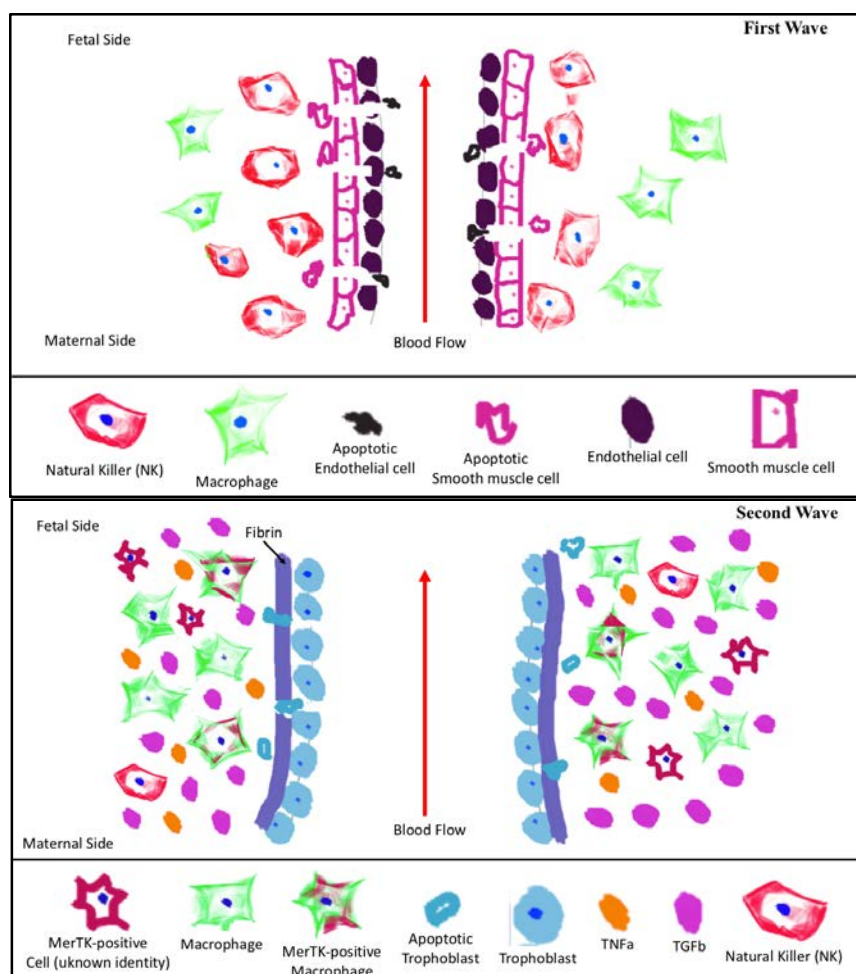 First Wave
Fetal Side
Maternal Side
Blood Flow
Natural Killer (NK)
Macrophage
Apoptotic
Endothelial cell
Apoptotic
Smooth muscle cell
Endothelial cell
Smooth muscle cell
Second Wave
Fetal Side
Fibrin
Maternal Side
Blood Flow
MerTK-positive
Cell (uknown identity)
Macrophage
MerTK-positive
Macrophage
Apoptotic
Trophoblast
Trophoblast
TNFa
TGFb
Natural Killer (NK)